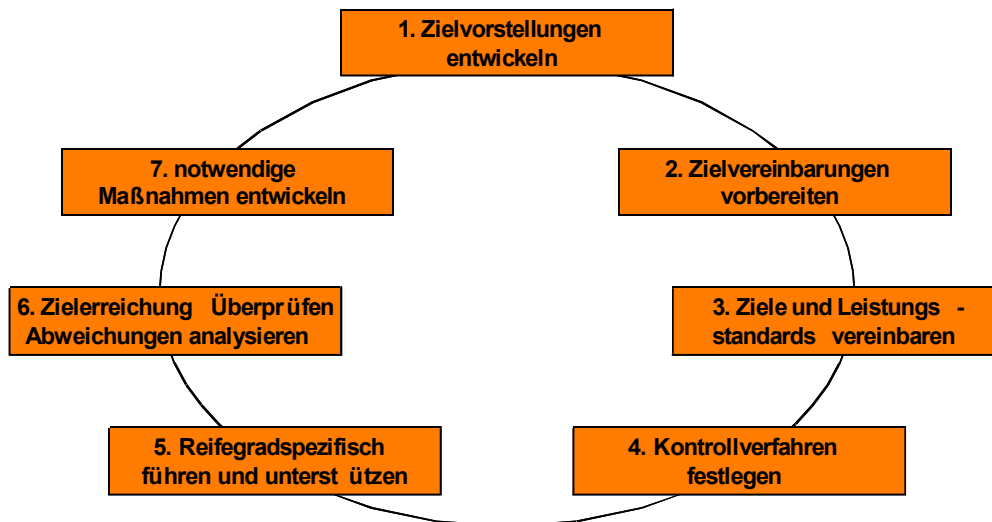 1. Zielvorstellungen
entwickeln
2. Zielvereinbarungen
vorbereiten
3. Ziele und Leistungs -
standards vereinbaren
4. Kontrollverfahren
festlegen
5. Reifegradspezifisch
führen und unterst ützen
6. Zielerreichung Überprüfen
Abweichungen analysieren
7. notwendige
Maßnahmen entwickeln